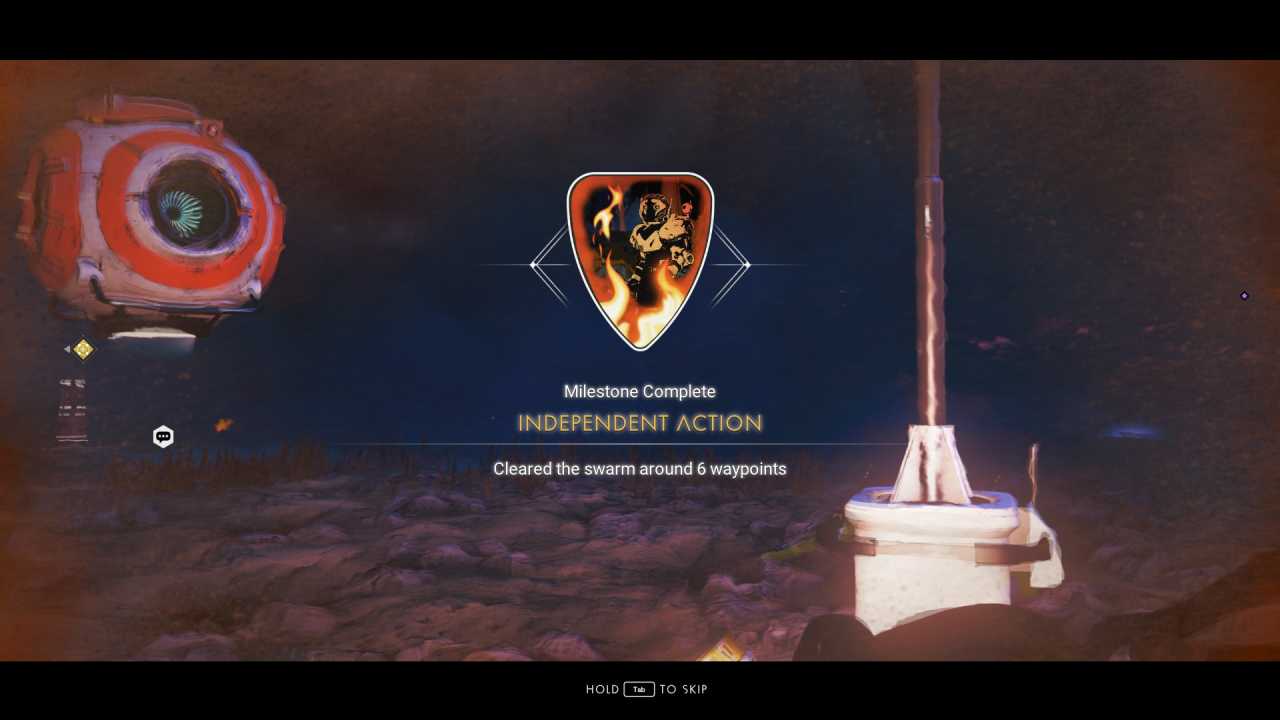 Milestone Complete
INDEPENDENT ACTION
Cleared the swarm around 6 waypoints
HOLD Tab TO SKIP